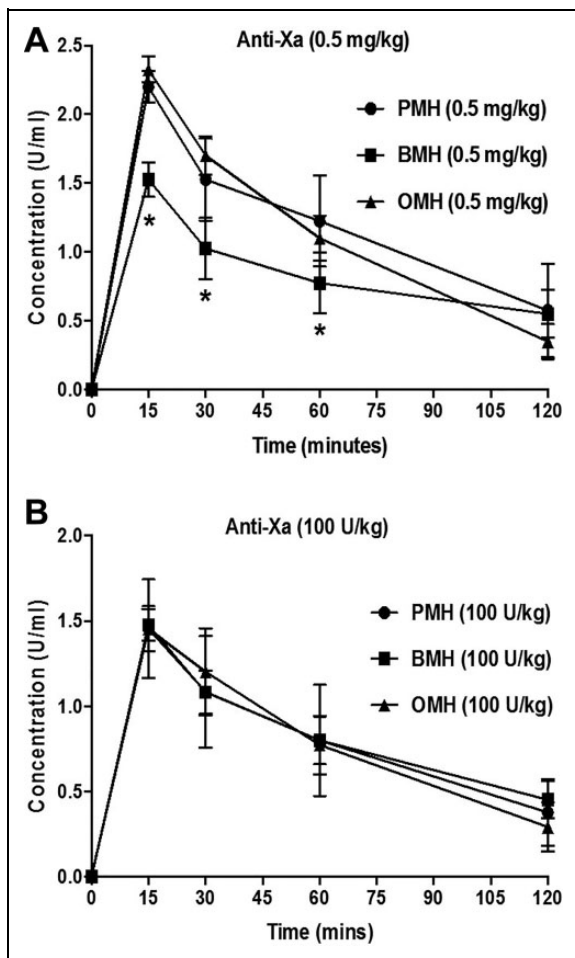 A
Anti-Xa (0.5 mg/kg)
2.5
2.0
1.5
1.0
0.5
0.0
Concentration (U/ml)
PMH (0.5 mg/kg)
BMH (0.5 mg/kg)
OMH (0.5 mg/kg)
*
*
*
0 15 30 45 60 75 90 105 120
Time (minutes)
B
Anti-Xa (100 U/kg)
2.0
1.5
1.0
0.5
0.0
Concentration (U/ml)
PMH (100 U/kg)
BMH (100 U/kg)
OMH (100 U/kg)
0 15 30 45 60 75 90 105 120
Time (mins)